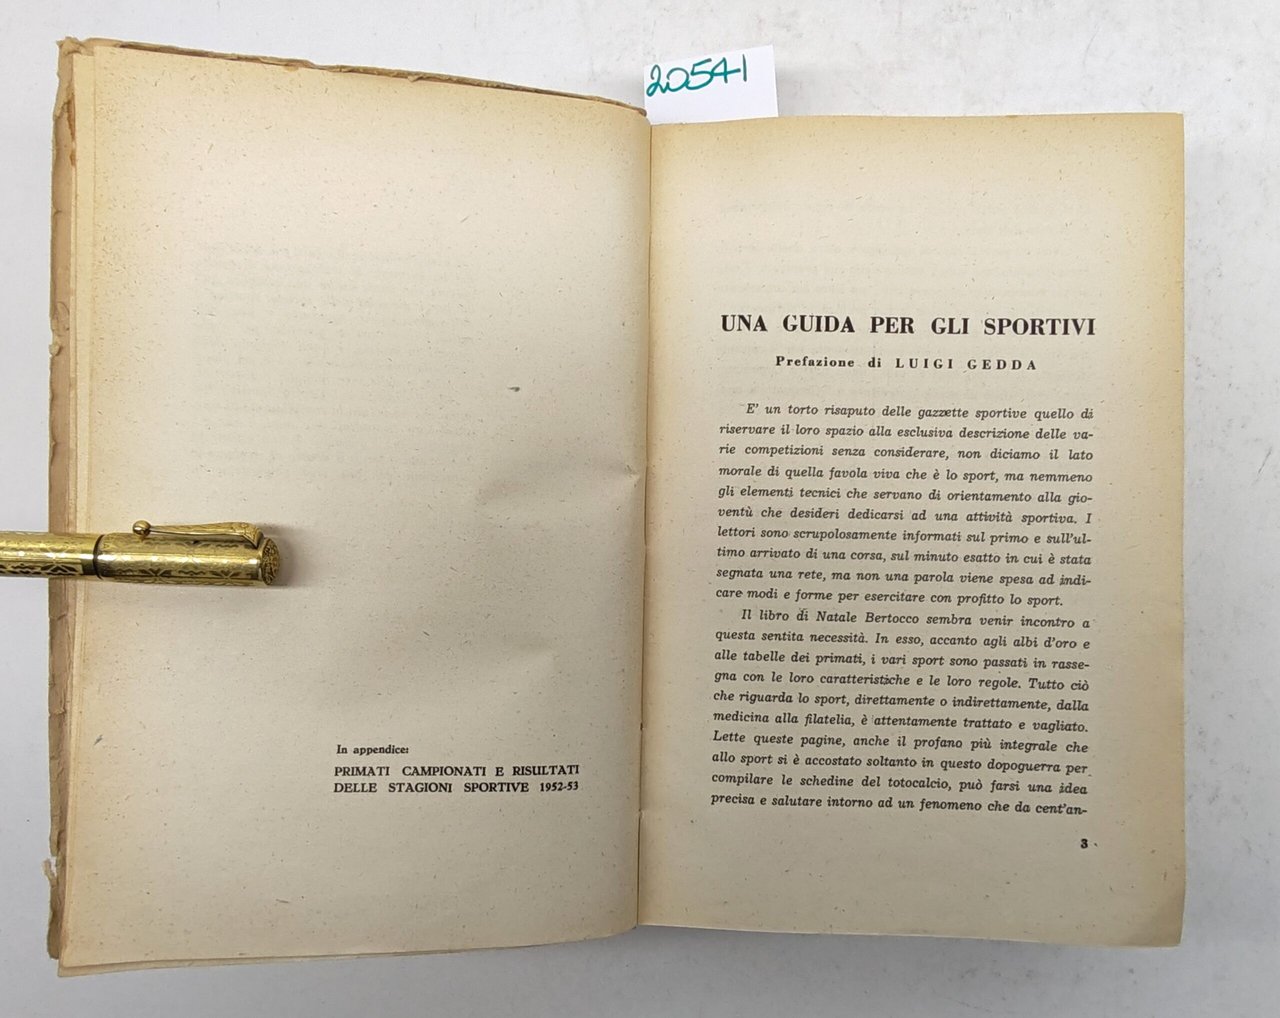 20541
In appendice:
PRIMATI CAMPIONATI E RISULTATI
DELLE STAGIONI SPORTIVE 1952-53
UNA GUIDA PER GLI SPORTIVI
Prefazione di LUIGI GEDDA
E' un torto risaputo delle gazzette sportive quello di
riservare il loro spazio alla esclusiva descrizione delle va-
rie competizioni senza considerare, non diciamo il lato
morale di quella favola viva che è lo sport, ma nemmeno
gli elementi tecnici che servano di orientamento alla gio-
ventù che desideri dedicarsi ad una attività sportiva. I
lettori sono scrupolosamente informati sul primo e sull'ul-
timo arrivato di una corsa, sul minuto esatto in cui è stata
segnata una rete, ma non una parola viene spesa ad indi-
care modi e forme per esercitare con profitto lo sport.
Il libro di Natale Bertocco sembra venir incontro a
questa sentita necessità. In esso, accanto agli albi d'oro e
alle tabelle dei primati, i vari sport sono passati in rasse-
gna con le loro caratteristiche e le loro regole. Tutto ciò
che riguarda lo sport, direttamente o indirettamente, dalla
medicina alla filatelia, è attentamente trattato e vagliato.
Lette queste pagine, anche il profano più integrale che
allo sport si è accostato soltanto in questo dopoguerra per
compilare le schedine del totocalcio, può farsi una idea
precisa e salutare intorno ad un fenomeno che da cent'an-
3